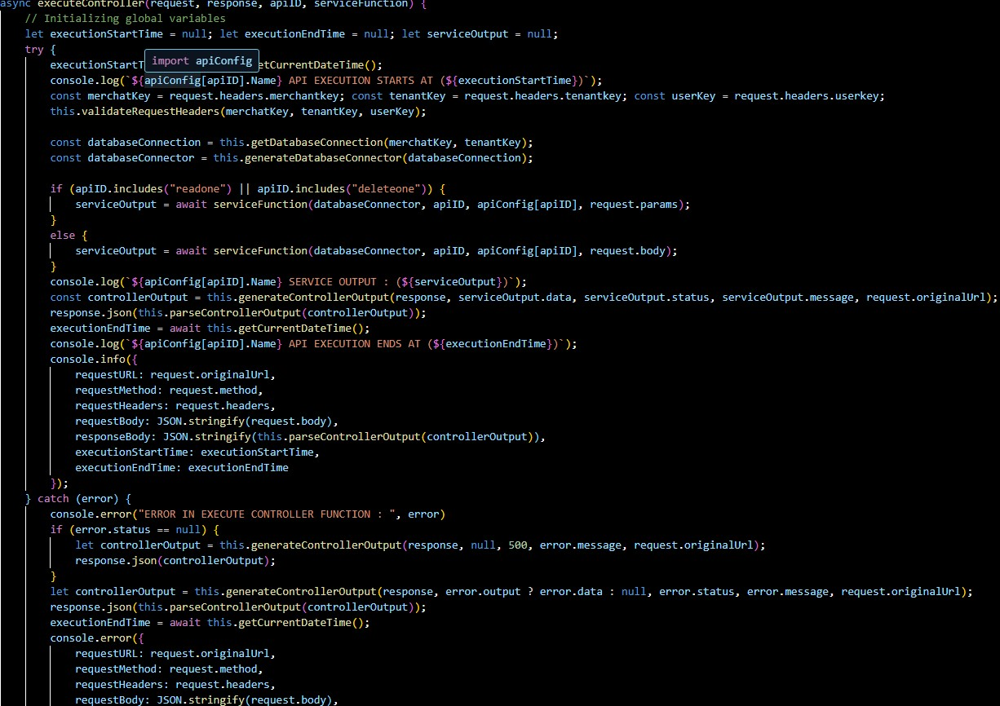 async executeController(request, response, apiID, serviceFunction) {
// Initializing global variables
let executionStartTime = null; let executionEndTime = null; let serviceOutput = null;
try {
import apiConfig
executionStartT etCurrentDateTime();
console.log(`${apiConfig[apiID].Name} API EXECUTION STARTS AT (${executionStartTime})`);
const merchatKey = request.headers.merchantkey; const tenantKey = request.headers.tenantkey; const userKey = request.headers.userkey;
this.validateRequestHeaders(merchatKey, tenantKey, userKey);
const databaseConnection = this.getDatabaseConnection(merchatKey, tenantKey);
const databaseConnector = this.generateDatabaseConnector(databaseConnection);
if (apiID.includes("readone") || apiID.includes("deleteone")) {
serviceOutput = await serviceFunction(databaseConnector, apiID, apiConfig[apiID], request.params);
}
else {
serviceOutput = await serviceFunction(databaseConnector, apiID, apiConfig[apiID], request.body);
}
console.log(`${apiConfig[apiID].Name} SERVICE OUTPUT : (${serviceOutput})`);
const controllerOutput = this.generateControllerOutput(response, serviceOutput.data, serviceOutput.status, serviceOutput.message, request.originalUrl);
response.json(this.parseControllerOutput(controllerOutput));
executionEndTime = await this.getCurrentDateTime();
console.log(`${apiConfig[apiID].Name} API EXECUTION ENDS AT (${executionEndTime})`);
console.info({
requestURL: request.originalUrl,
requestMethod: request.method,
requestHeaders: request.headers,
requestBody: JSON.stringify(request.body),
responseBody: JSON.stringify(this.parseControllerOutput(controllerOutput)),
executionStartTime: executionStartTime,
executionEndTime: executionEndTime
});
} catch (error) {
console.error("ERROR IN EXECUTE CONTROLLER FUNCTION : ", error)
if (error.status == null) {
let controllerOutput = this.generateControllerOutput(response, null, 500, error.message, request.originalUrl);
response.json(controllerOutput);
}
let controllerOutput = this.generateControllerOutput(response, error.output ? error.data : null, error.status, error.message, request.originalUrl);
response.json(this.parseControllerOutput(controllerOutput));
executionEndTime = await this.getCurrentDateTime();
console.error({
requestURL: request.originalUrl,
requestMethod: request.method,
requestHeaders: request.headers,
requestBody: JSON.stringify(request.body),